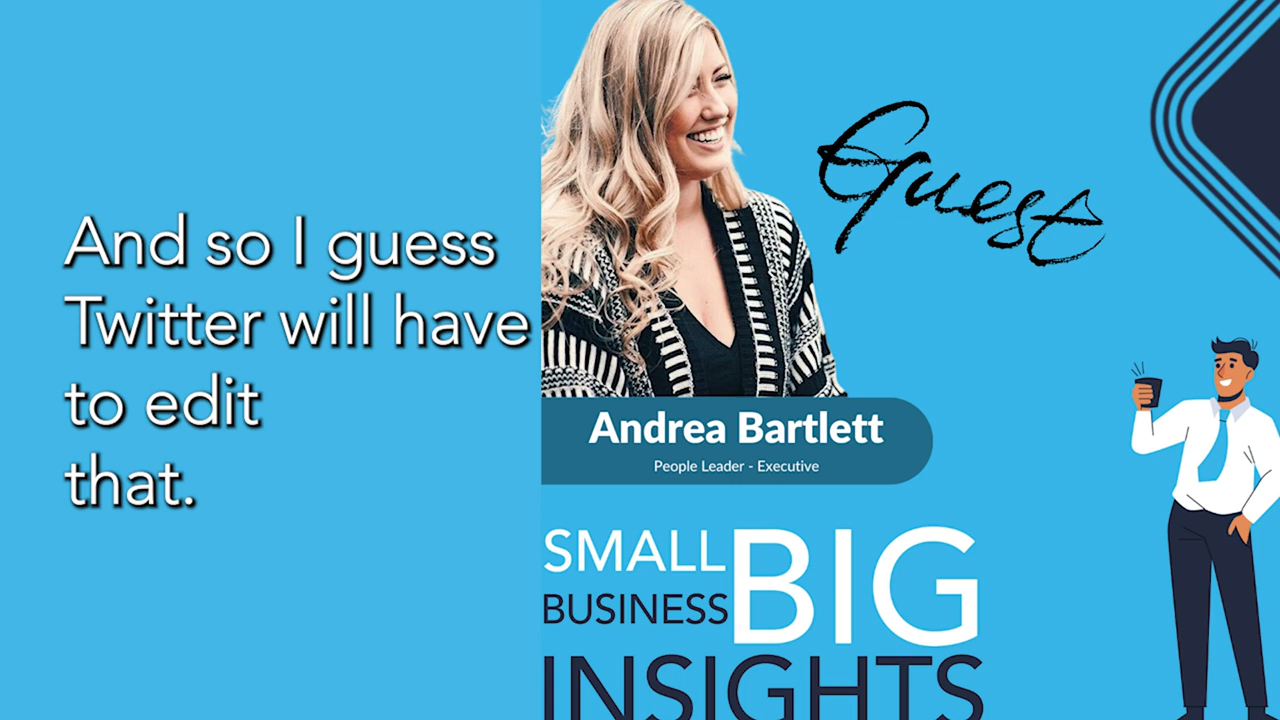 And so I guess
Twitter will have
to edit
that.
Guest
Andrea Bartlett
People Leader - Executive
SMALL
BUSINESS
BIG
INSIGHTS